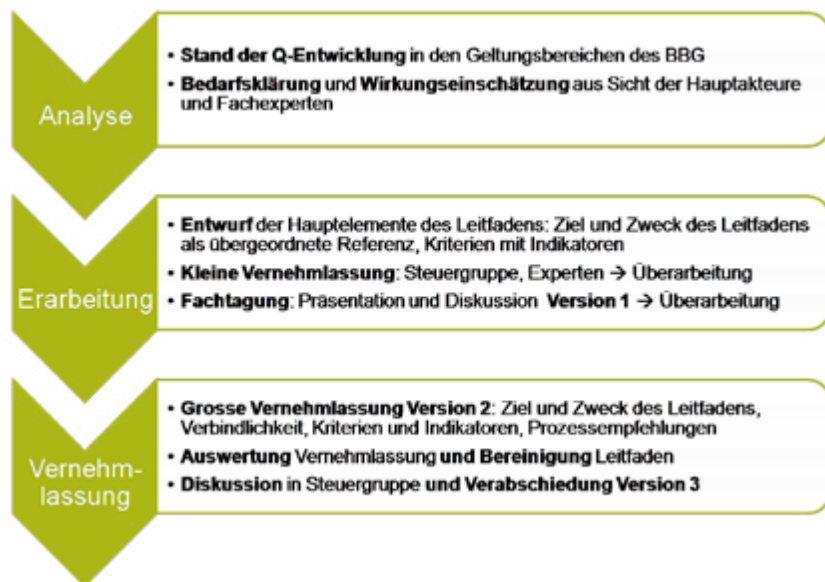 Analyse
• Stand der Q-Entwicklung in den Geltungsbereichen des BBG
• Bedarfsklärung und Wirkungseinschätzung aus Sicht der Hauptakteure
und Fachexperten
Erarbeitung
• Entwurf der Hauptelemente des Leitfadens: Ziel und Zweck des Leitfadens
als übergeordnete Referenz, Kriterien mit Indikatoren
• Kleine Vernehmlassung: Steuergruppe, Experten → Überarbeitung
• Fachtagung: Präsentation und Diskussion Version 1 → Überarbeitung
Vernehm-
lassung
• Grosse Vernehmlassung Version 2: Ziel und Zweck des Leitfadens,
Verbindlichkeit, Kriterien und Indikatoren, Prozessempfehlungen
• Auswertung Vernehmlassung und Bereinigung Leitfaden
• Diskussion in Steuergruppe und Verabschiedung Version 3